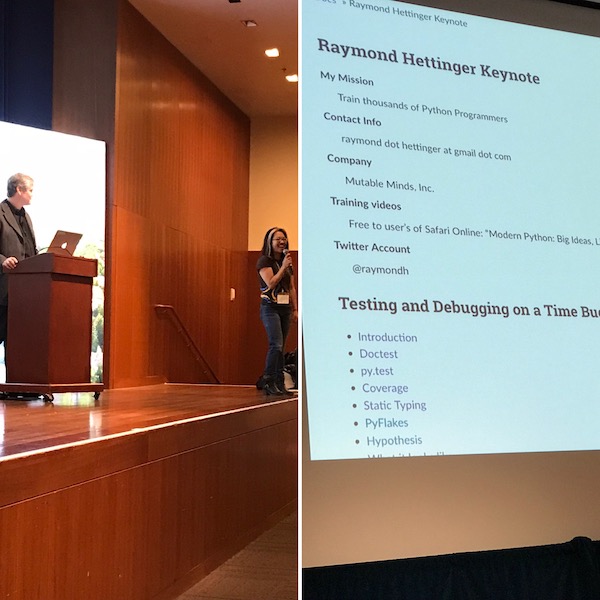 » Raymond Hettinger Keynote
Raymond Hettinger Keynote
My Mission
Train thousands of Python Programmers
Contact Info
raymond dot hettinger at gmail dot com
Company
Mutable Minds, Inc.
Training videos
Free to user's of Safari Online: "Modern Python: Big Ideas,
Twitter Account
@raymondh
Testing and Debugging on a Time
• Introduction
• Doctest
• py.test
• Coverage
• Static Typing
• PyFlakes
• Hypothesis